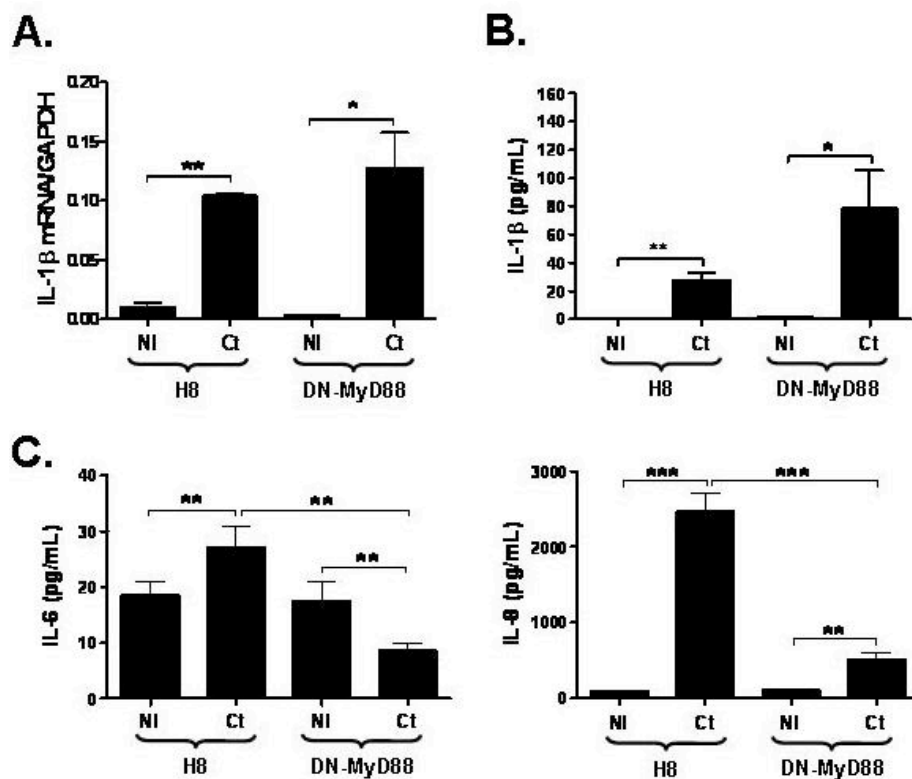 A.
IL-1β mRNA/GAPDH
0.20
0.15
0.10
0.05
0.00
**
*
NI Ct NI Ct
H8 DN-MyD88
B.
IL-1β (pg/mL)
160
140
120
100
80
60
40
20
0
**
*
NI Ct NI Ct
H8 DN-MyD88
C.
IL-6 (pg/mL)
40
30
20
10
0
** **
**
NI Ct NI Ct
H8 DN-MyD88
IL-8 (pg/mL)
3000
2000
1000
0
*** ***
**
NI Ct NI Ct
H8 DN-MyD88